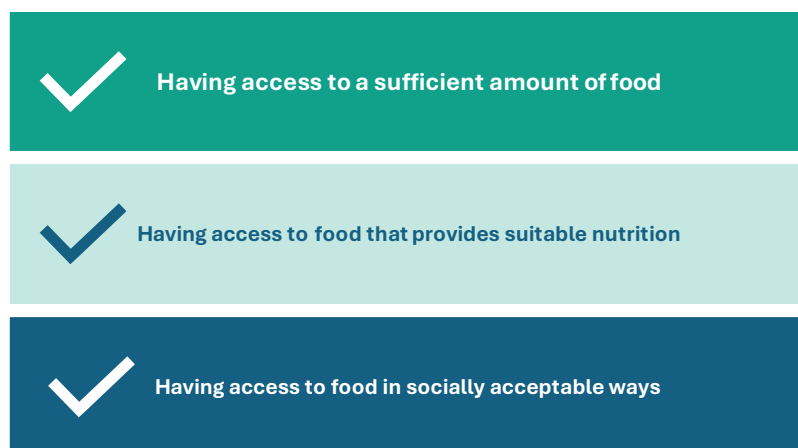 Having access to a sufficient amount of food
Having access to food that provides suitable nutrition
Having access to food in socially acceptable ways